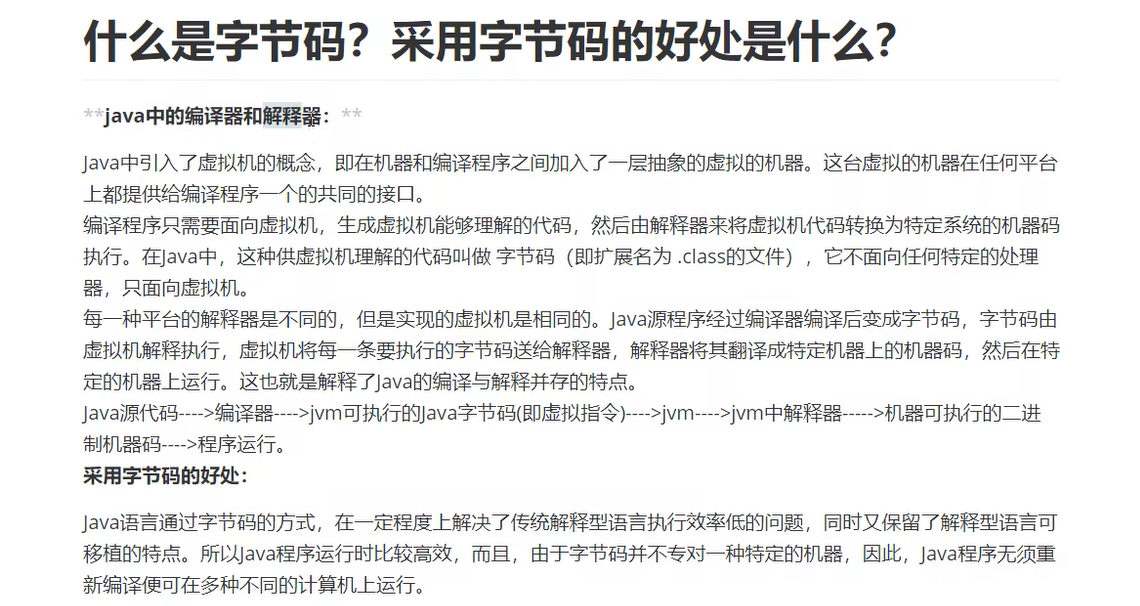 什么是字节码？采用字节码的好处是什么？
**java中的编译器和解释器：**
Java中引入了虚拟机的概念，即在机器和编译程序之间加入了一层抽象的虚拟的机器。这台虚拟的机器在任何平台
上都提供给编译程序一个的共同的接口。
编译程序只需要面向虚拟机，生成虚拟机能够理解的代码，然后由解释器来将虚拟机代码转换为特定系统的机器码
执行。在Java中，这种供虚拟机理解的代码叫做 字节码（即扩展名为 .class的文件），它不面向任何特定的处理
器，只面向虚拟机。
每一种平台的解释器是不同的，但是实现的虚拟机是相同的。Java源程序经过编译器编译后变成字节码，字节码由
虚拟机解释执行，虚拟机将每一条要执行的字节码送给解释器，解释器将其翻译成特定机器上的机器码，然后在特
定的机器上运行。这也就是解释了Java的编译与解释并存的特点。
Java源代码---->编译器---->jvm可执行的Java字节码(即虚拟指令)---->jvm---->jvm中解释器----->机器可执行的二进
制机器码---->程序运行。
采用字节码的好处：
Java语言通过字节码的方式，在一定程度上解决了传统解释型语言执行效率低的问题，同时又保留了解释型语言可
移植的特点。所以Java程序运行时比较高效，而且，由于字节码并不专对一种特定的机器，因此，Java程序无须重
新编译便可在多种不同的计算机上运行。